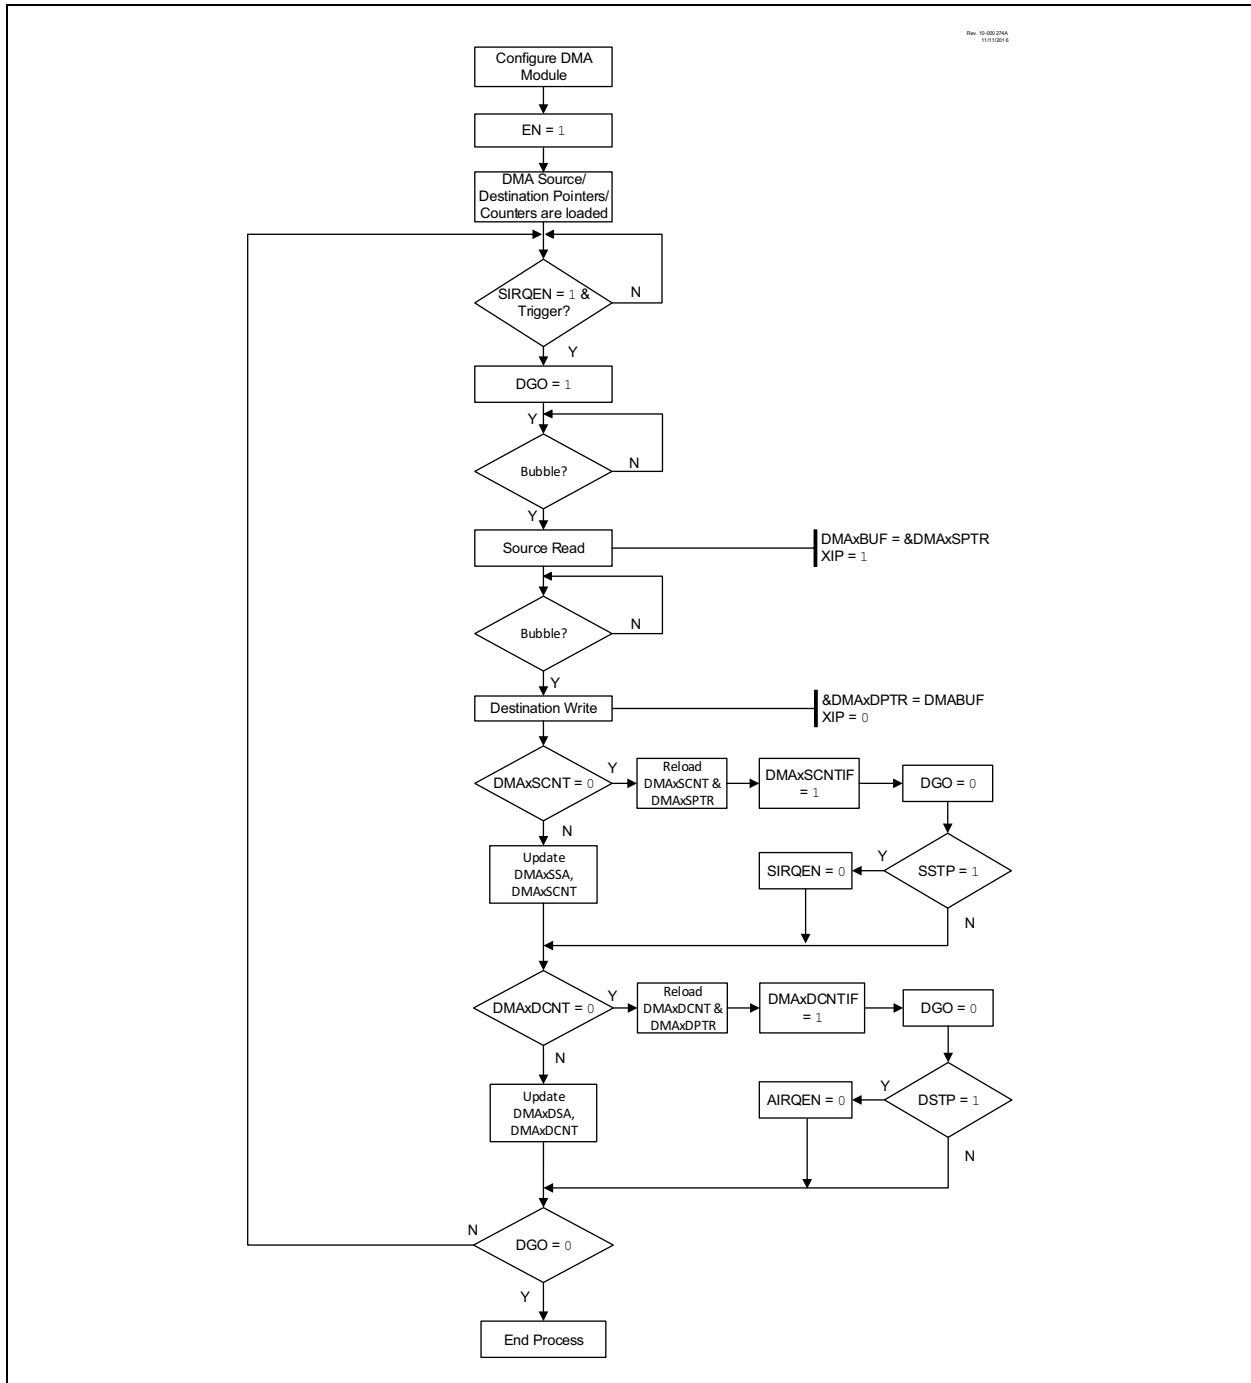 Rev. 10-000 274A
11/11/2016
Configure DMA
Module
EN = 1
DMA Source/
Destination Pointers/
Counters are loaded
SIRQEN = 1 &
Trigger?
N
Y
DGO = 1
Y
Bubble?
N
Y
Source Read
DMAxBUF = &DMAxSPTR
XIP = 1
Bubble?
N
Y
Destination Write
&DMAxDPTR = DMABUF
XIP = 0
DMAxSCNT = 0
Y
Reload
DMAxSCNT &
DMAxSPTR
DMAxSCNTIF
= 1
DGO = 0
N
Update
DMAxSSA,
DMAxSCNT
SIRQEN = 0
Y
SSTP = 1
N
DMAxDCNT = 0
Y
Reload
DMAxDCNT &
DMAxDPTR
DMAxDCNTIF
= 1
DGO = 0
N
Update
DMAxDSA,
DMAxDCNT
AIRQEN = 0
Y
DSTP = 1
N
N
DGO = 0
Y
End Process